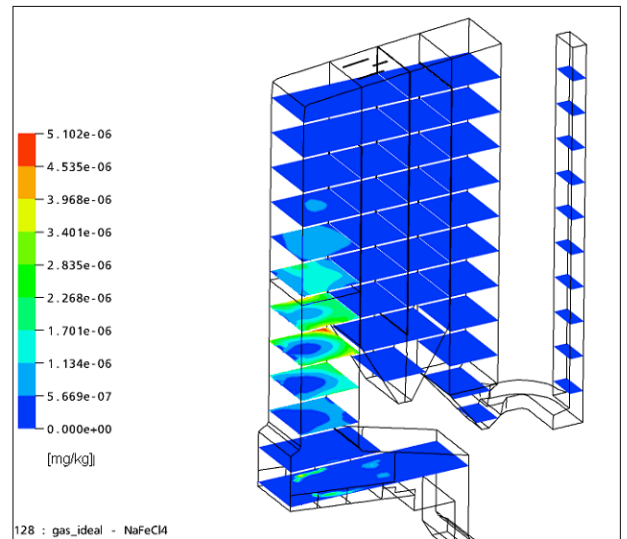 5.102e-06
4.535e-06
3.968e-06
3.401e-06
2.835e-06
2.268e-06
1.701e-06
1.134e-06
5.669e-07
0.000e+00
[mg/kg]
128 : gas_ideal - NaFeCl4